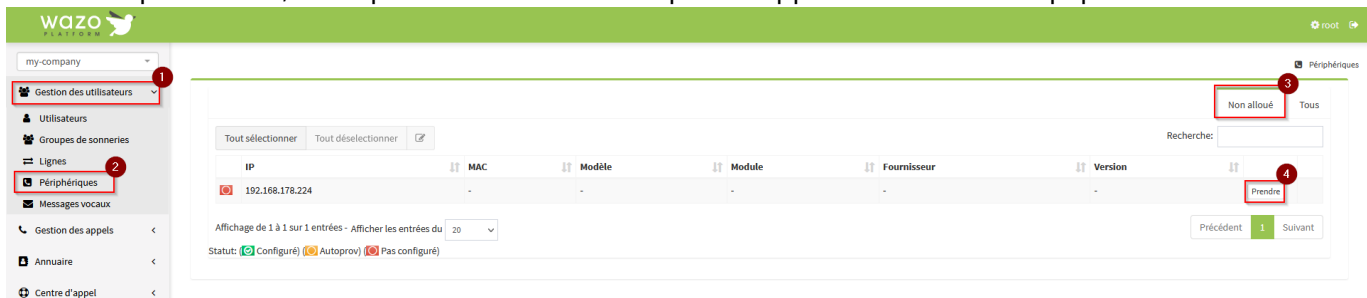 wazo
PLATFORM
root
my-company
Périphériques
1
3
Gestion des utilisateurs
Non alloué Tous
Utilisateurs
Tout sélectionner Tout déselectionner Recherche:
Groupes de sonneries
Lignes
2
IP MAC Modèle Module Fournisseur Version
4
Périphériques
192.168.178.224 - - - - - Prendre
Messages vocaux
Gestion des appels
Affichage de 1 à 1 sur 1 entrées - Afficher les entrées du 20
Précédent 1 Suivant
Statut: ( Configuré) ( Autoprov) ( Pas configuré)
Annuaire
Centre d'appel